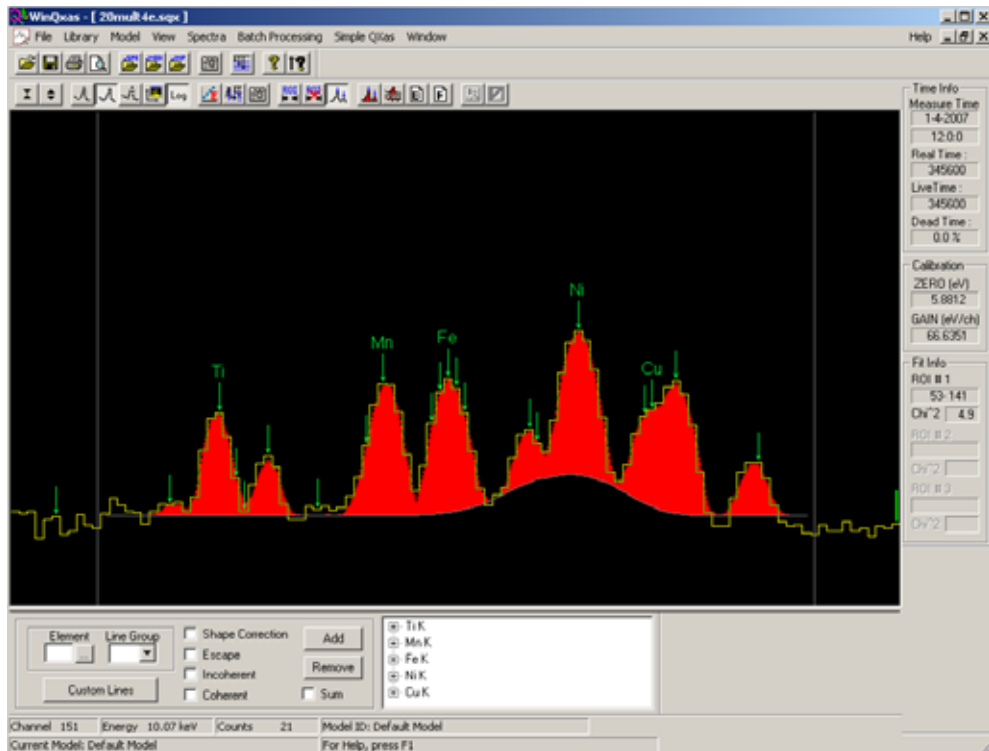 WinQxas - [ 20mult4e.sqx ]
File Library Model View Spectra Batch Processing Simple QXas Window Help
Log
Time Info
Measure Time
1-4-2007
12:0:0
Real Time :
345600
LiveTime :
345600
Dead Time :
0.0 %
Calibration
ZERO (eV)
5.8812
GAIN (eV/ch)
66.6351
Fit Info
ROI # 1
53- 141
Chi^2 4.9
ROI # 2
Chi^2
ROI # 3
Chi^2
Ti
Mn
Fe
Ni
Cu
Element Line Group
...
Custom Lines
Shape Correction
Escape
Incoherent
Coherent
Add
Remove
Sum
Ti K
Mn K
Fe K
Ni K
Cu K
Channel 151 Energy 10.07 keV Counts 21 Model ID: Default Model
Current Model: Default Model For Help, press F1